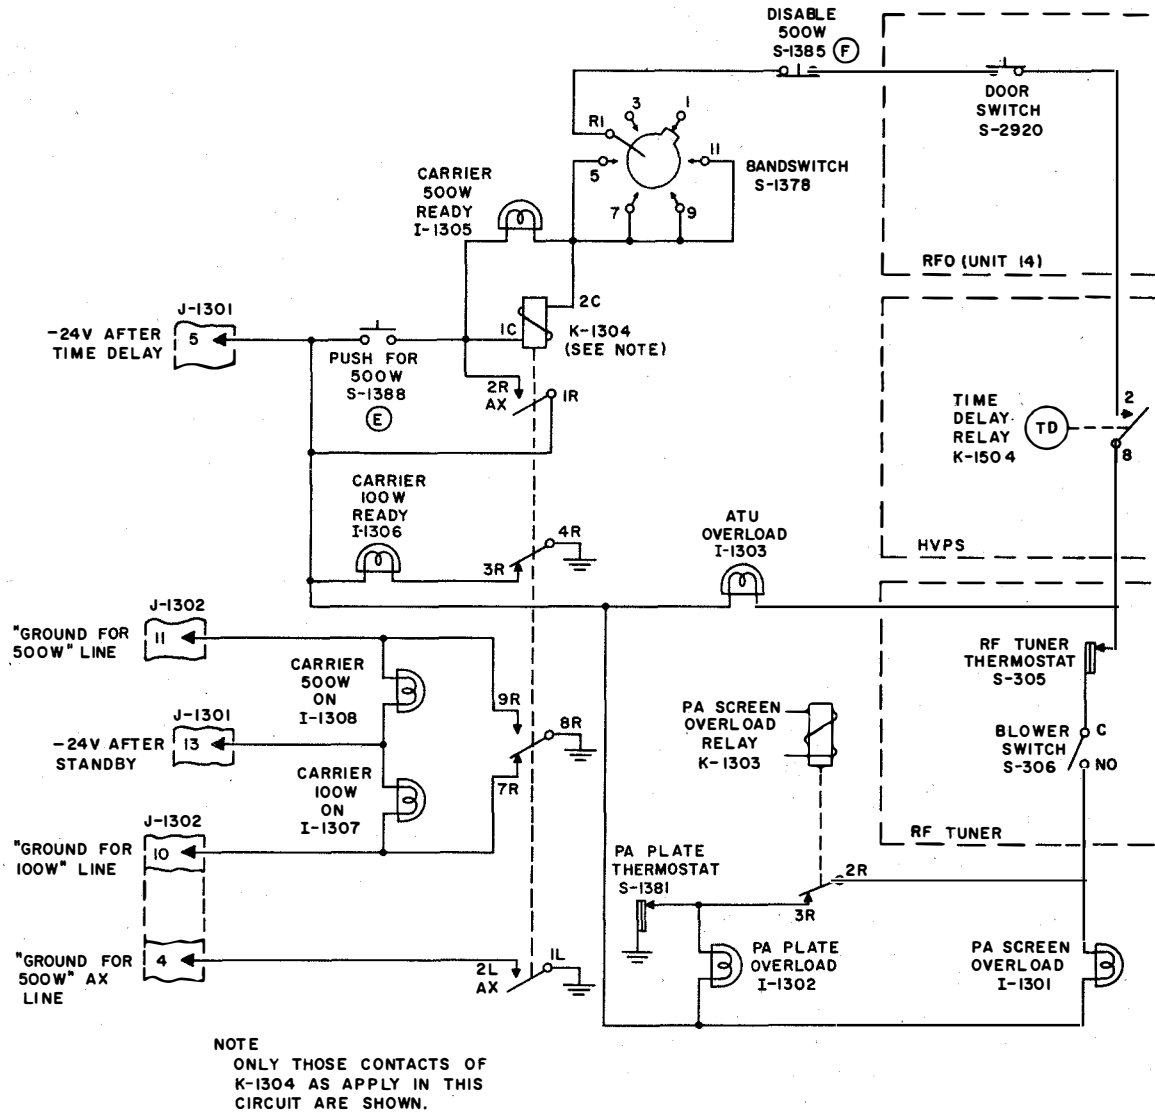 DISABLE
500W
S-1385 F
DOOR
SWITCH
S-2920
3
1
R1
5
11
7
9
BANDSWITCH
S-1378
CARRIER
500W
READY
I-1305
RFO (UNIT 14)
J-1301
-24V AFTER
TIME DELAY
5
PUSH FOR
500W
S-1388
E
2C
1C
K-1304
(SEE NOTE)
2R
AX
1R
TIME
DELAY
RELAY
K-1504
TD
2
8
CARRIER
100W
READY
I-1306
4R
3R
ATU
OVERLOAD
I-1303
HVPS
J-1302
"GROUND FOR
500W" LINE
11
CARRIER
500W
ON
I-1308
9R
8R
7R
J-1301
-24V AFTER
STANDBY
13
CARRIER
100W
ON
I-1307
J-1302
"GROUND FOR
100W" LINE
10
RF TUNER
THERMOSTAT
S-305
PA SCREEN
OVERLOAD
RELAY
K-1303
BLOWER
SWITCH
S-306
C
NO
RF TUNER
PA PLATE
THERMOSTAT
S-1381
2R
3R
"GROUND FOR
500W" AX
LINE
4
2L
AX
1L
PA PLATE
OVERLOAD
I-1302
PA SCREEN
OVERLOAD
I-1301
NOTE
ONLY THOSE CONTACTS OF
K-1304 AS APPLY IN THIS
CIRCUIT ARE SHOWN.